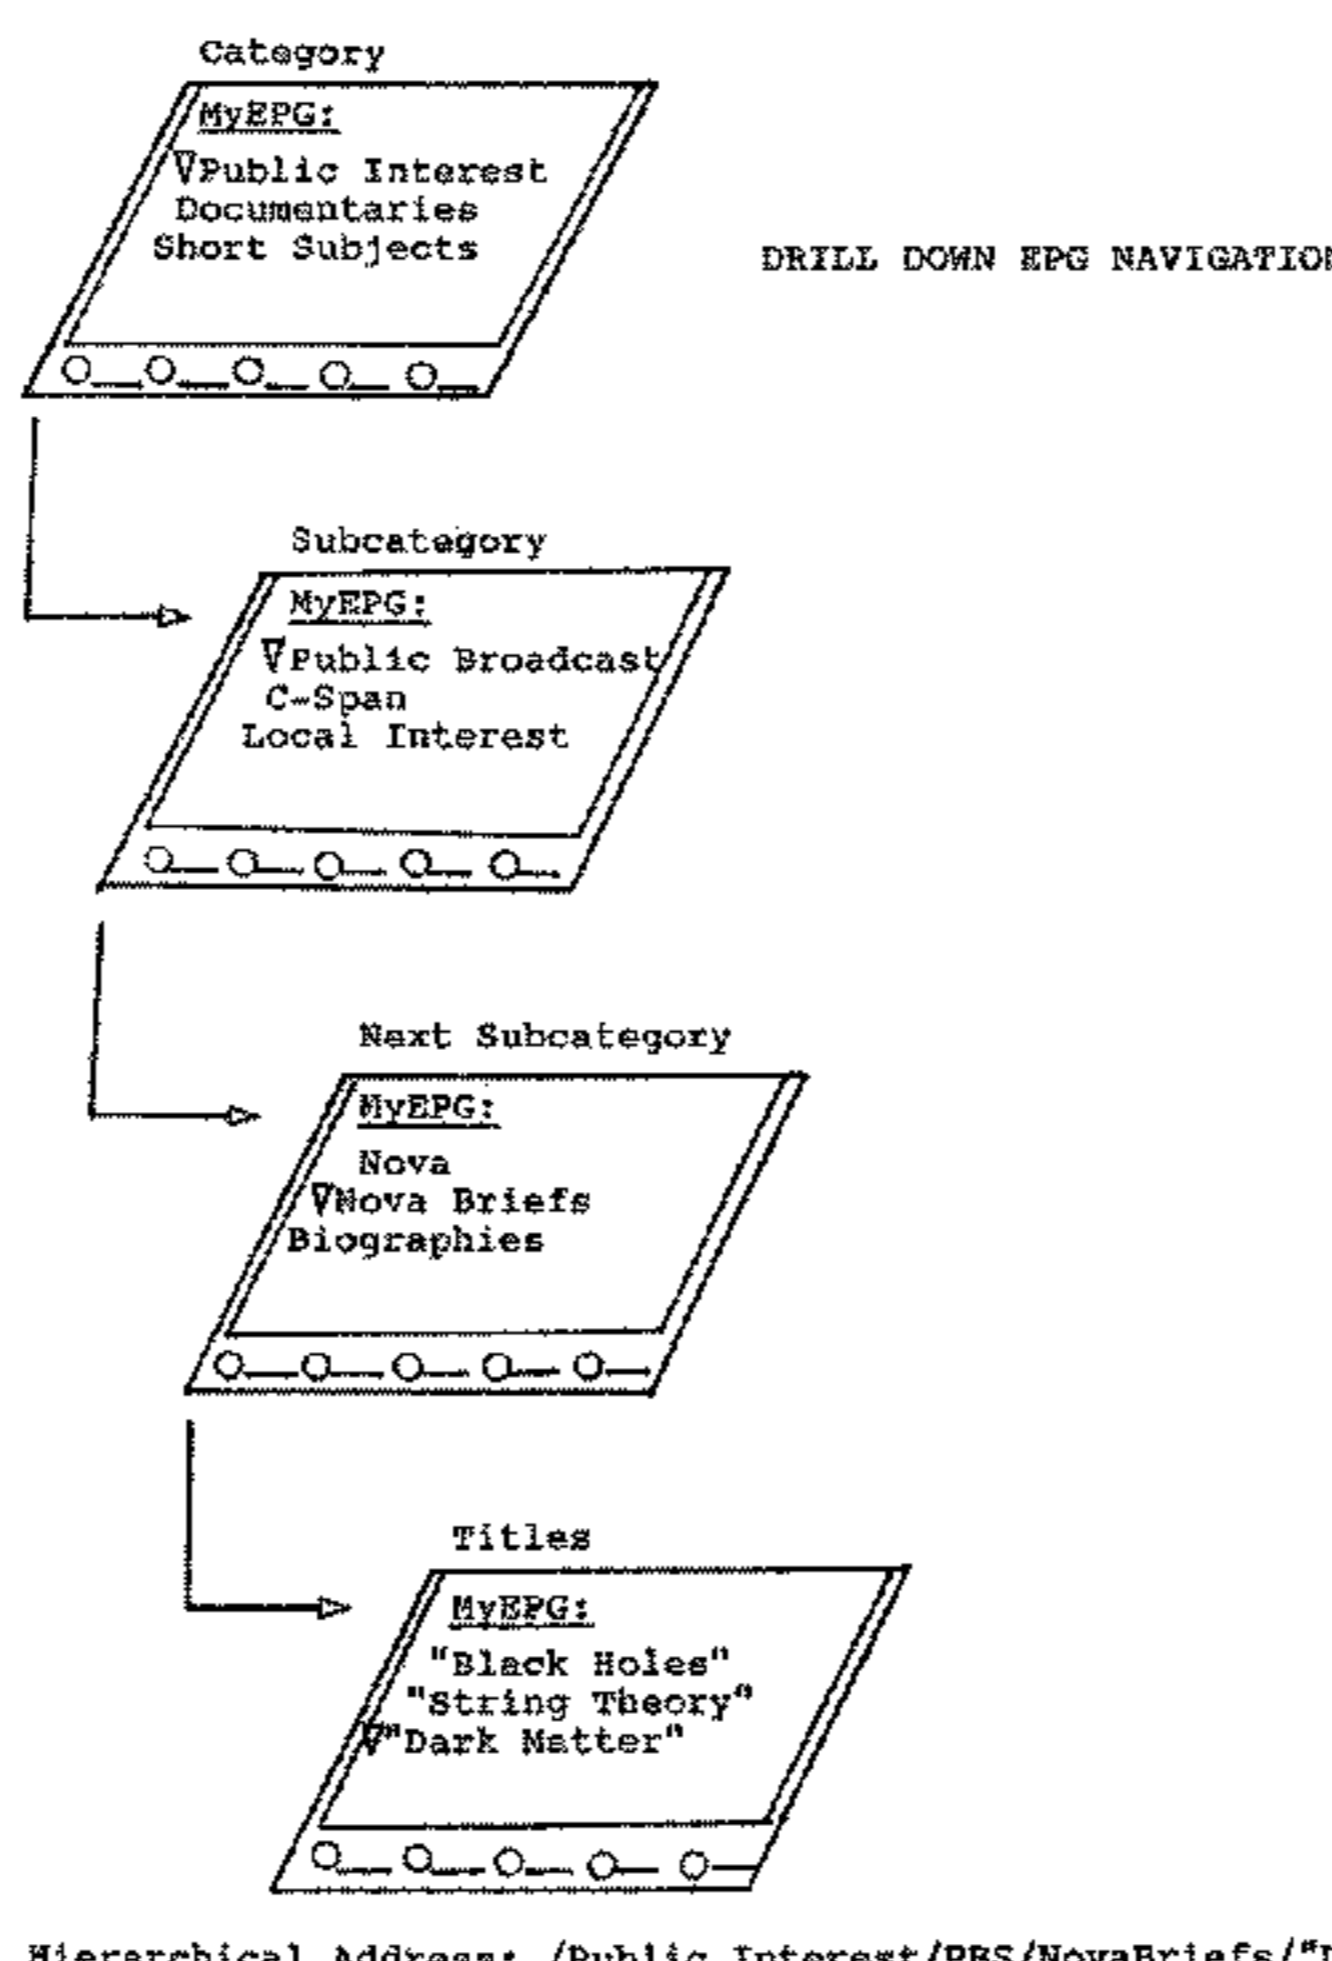 Category
MyEPG:
∇Public Interest
Documentaries
Short Subjects
DRILL DOWN EPG NAVIGATION
Subcategory
MyEPG:
∇Public Broadcast
C-Span
Local Interest
Next Subcategory
MyEPG:
Nova
∇Nova Briefs
Biographies
Titles
MyEPG:
"Black Holes"
"String Theory"
∇"Dark Matter"
Hierarchical Address: /Public Interest/PBS/NovaBriefs/"D